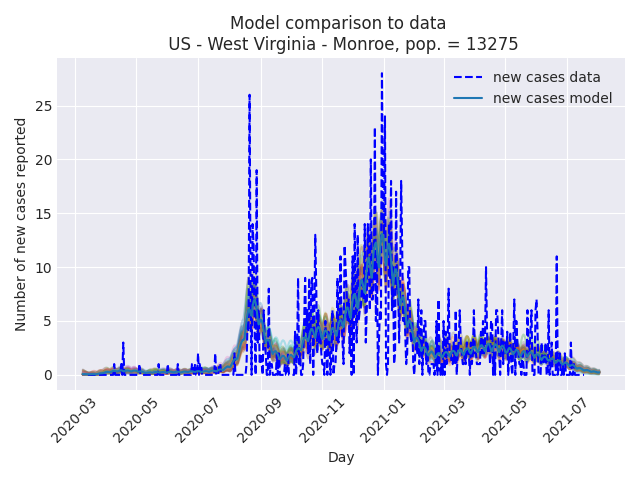 Model comparison to data
US - West Virginia - Monroe, pop. = 13275
new cases data
new cases model
Number of new cases reported
25
20
15
10
5
0
2020-03
2020-05
2020-07
2020-09
2020-11
2021-01
2021-03
2021-05
2021-07
Day